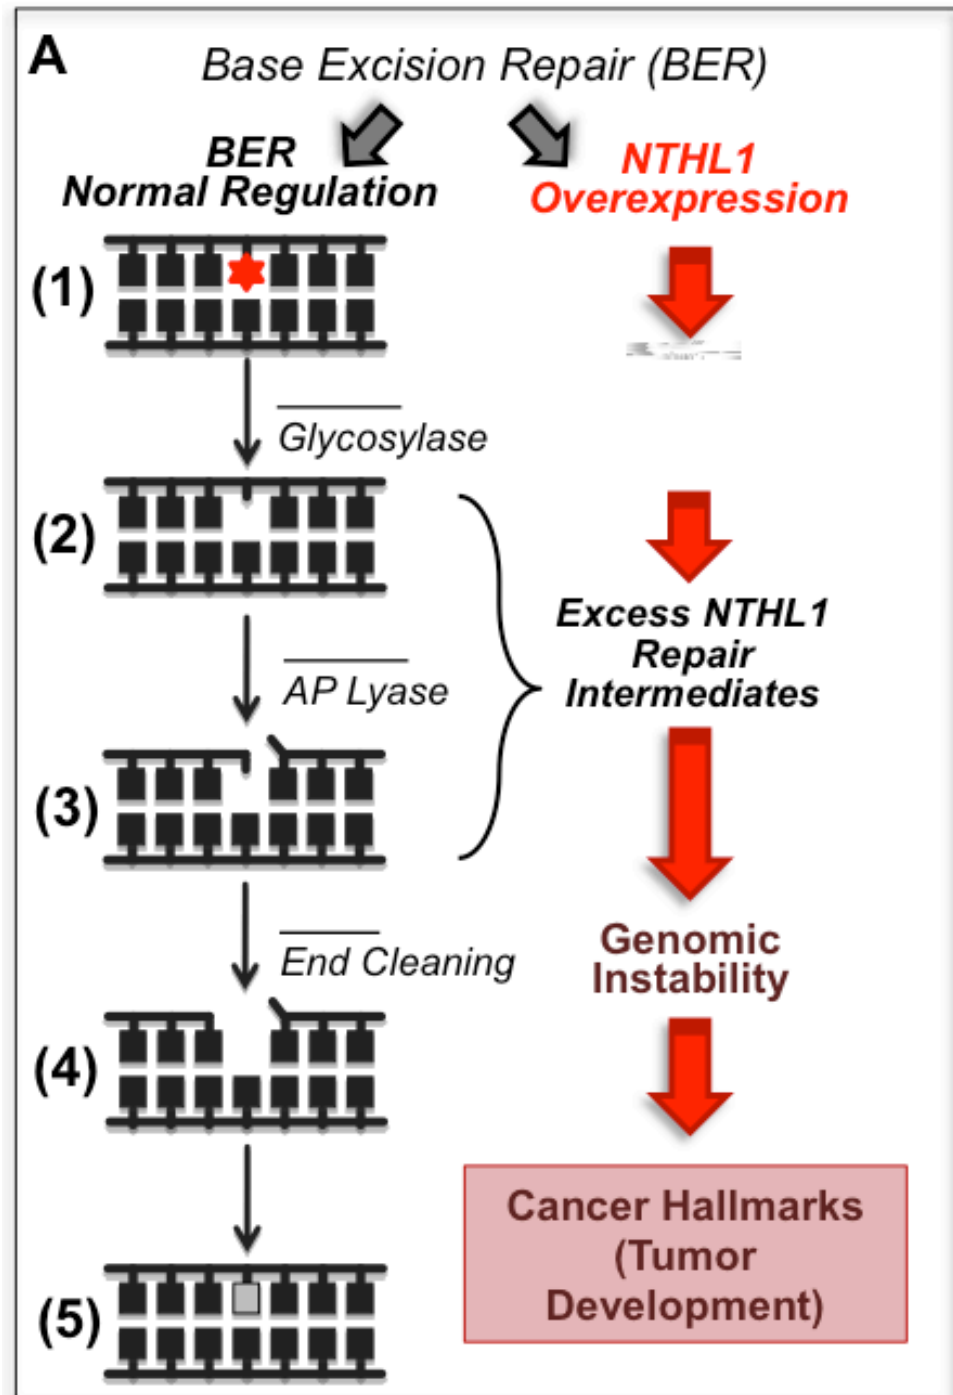 A
Base Excision Repair (BER)
BER
Normal Regulation
NTHL1
Overexpression
(1)
Glycosylase
(2)
Excess NTHL1
Repair
Intermediates
AP Lyase
(3)
End Cleaning
Genomic
Instability
(4)
Cancer Hallmarks
(Tumor
Development)
(5)